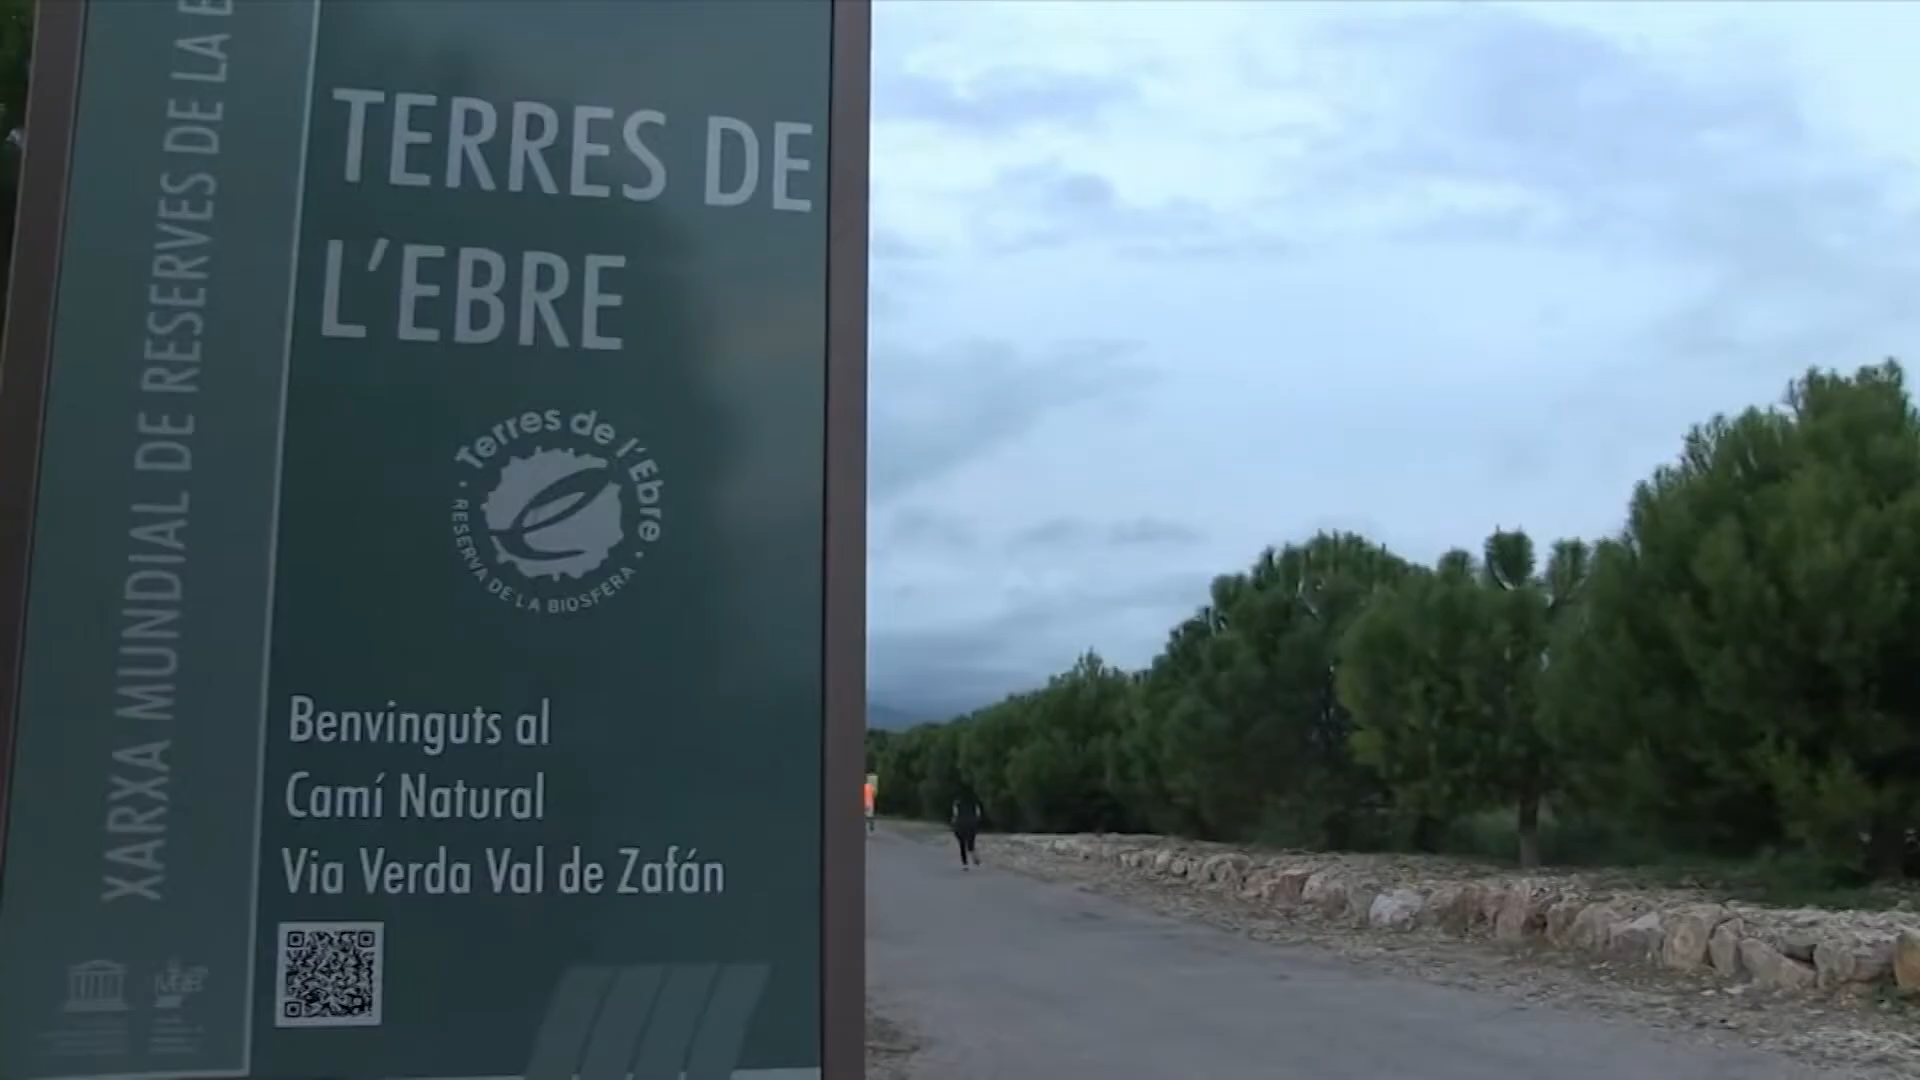 XARXA MUNDIAL DE RESERVES DE LA
TERRES DE
L'EBRE
Terres de l'Ebre
RESERVA DE LA BIOSFERA
Benvinguts al
Camí Natural
Via Verda Val de Zafán